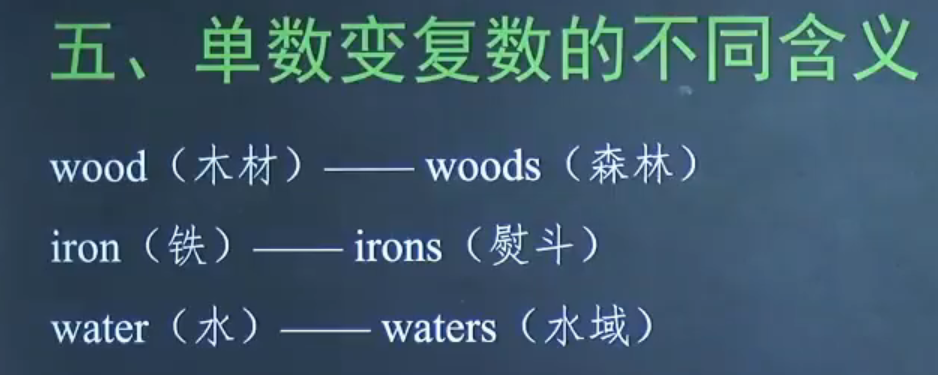 五、单数变复数的不同含义
wood（木材）—— woods（森林）
iron（铁）—— irons（熨斗）
water（水）—— waters（水域）